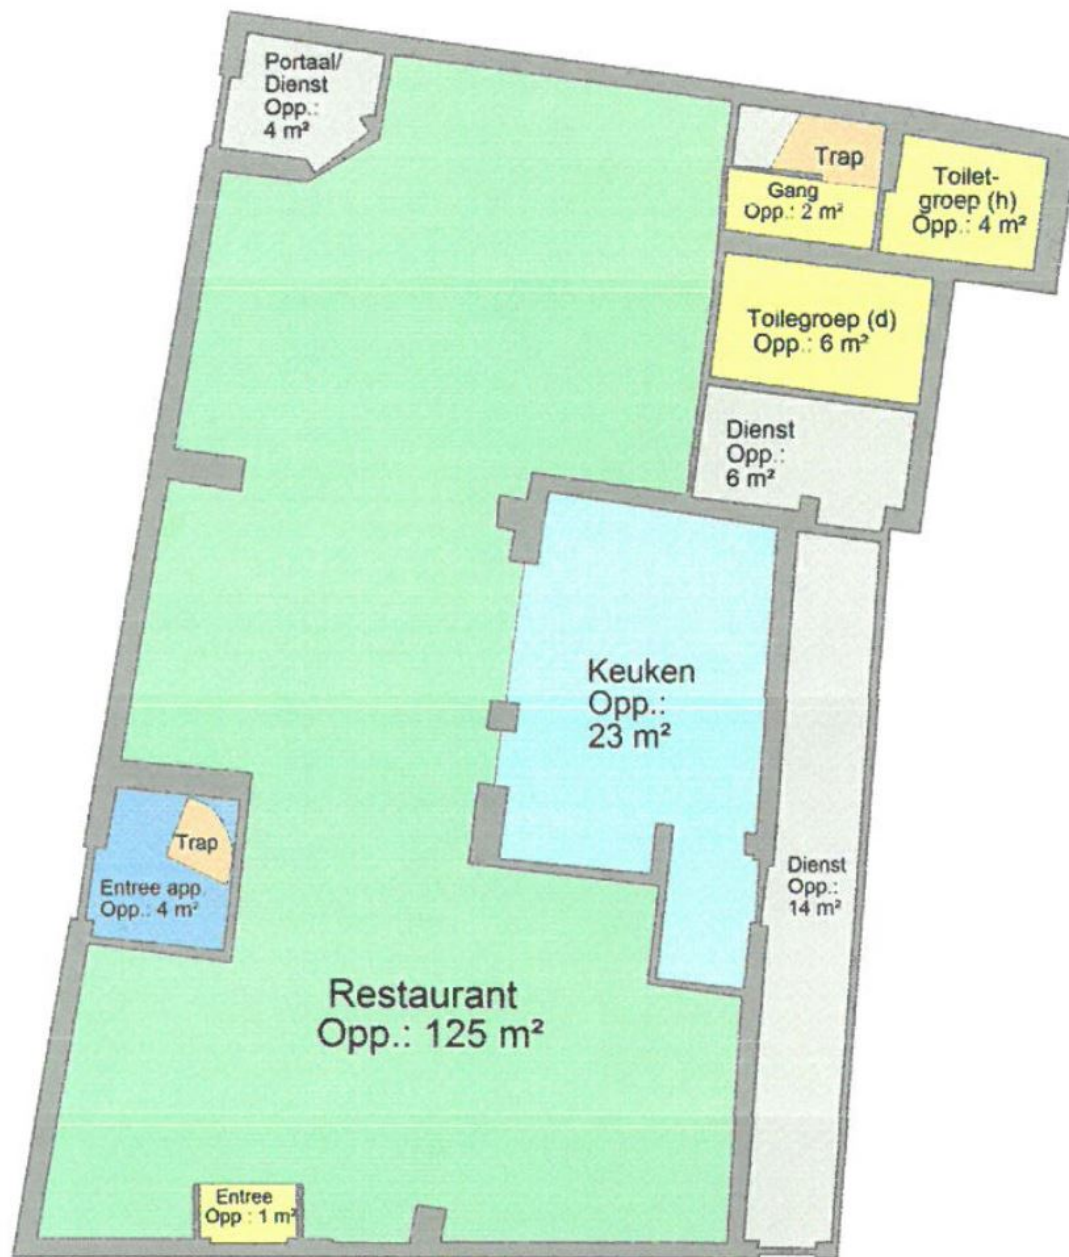 Portaal/
Dienst
Opp.:
4 m²
Trap
Gang
Opp.: 2 m²
Toilet-
groep (h)
Opp.: 4 m²
Toilegroep (d)
Opp.: 6 m²
Dienst
Opp.:
6 m²
Keuken
Opp.:
23 m²
Trap
Entree app.
Opp.: 4 m²
Dienst
Opp.:
14 m²
Restaurant
Opp.: 125 m²
Entree
Opp : 1 m²